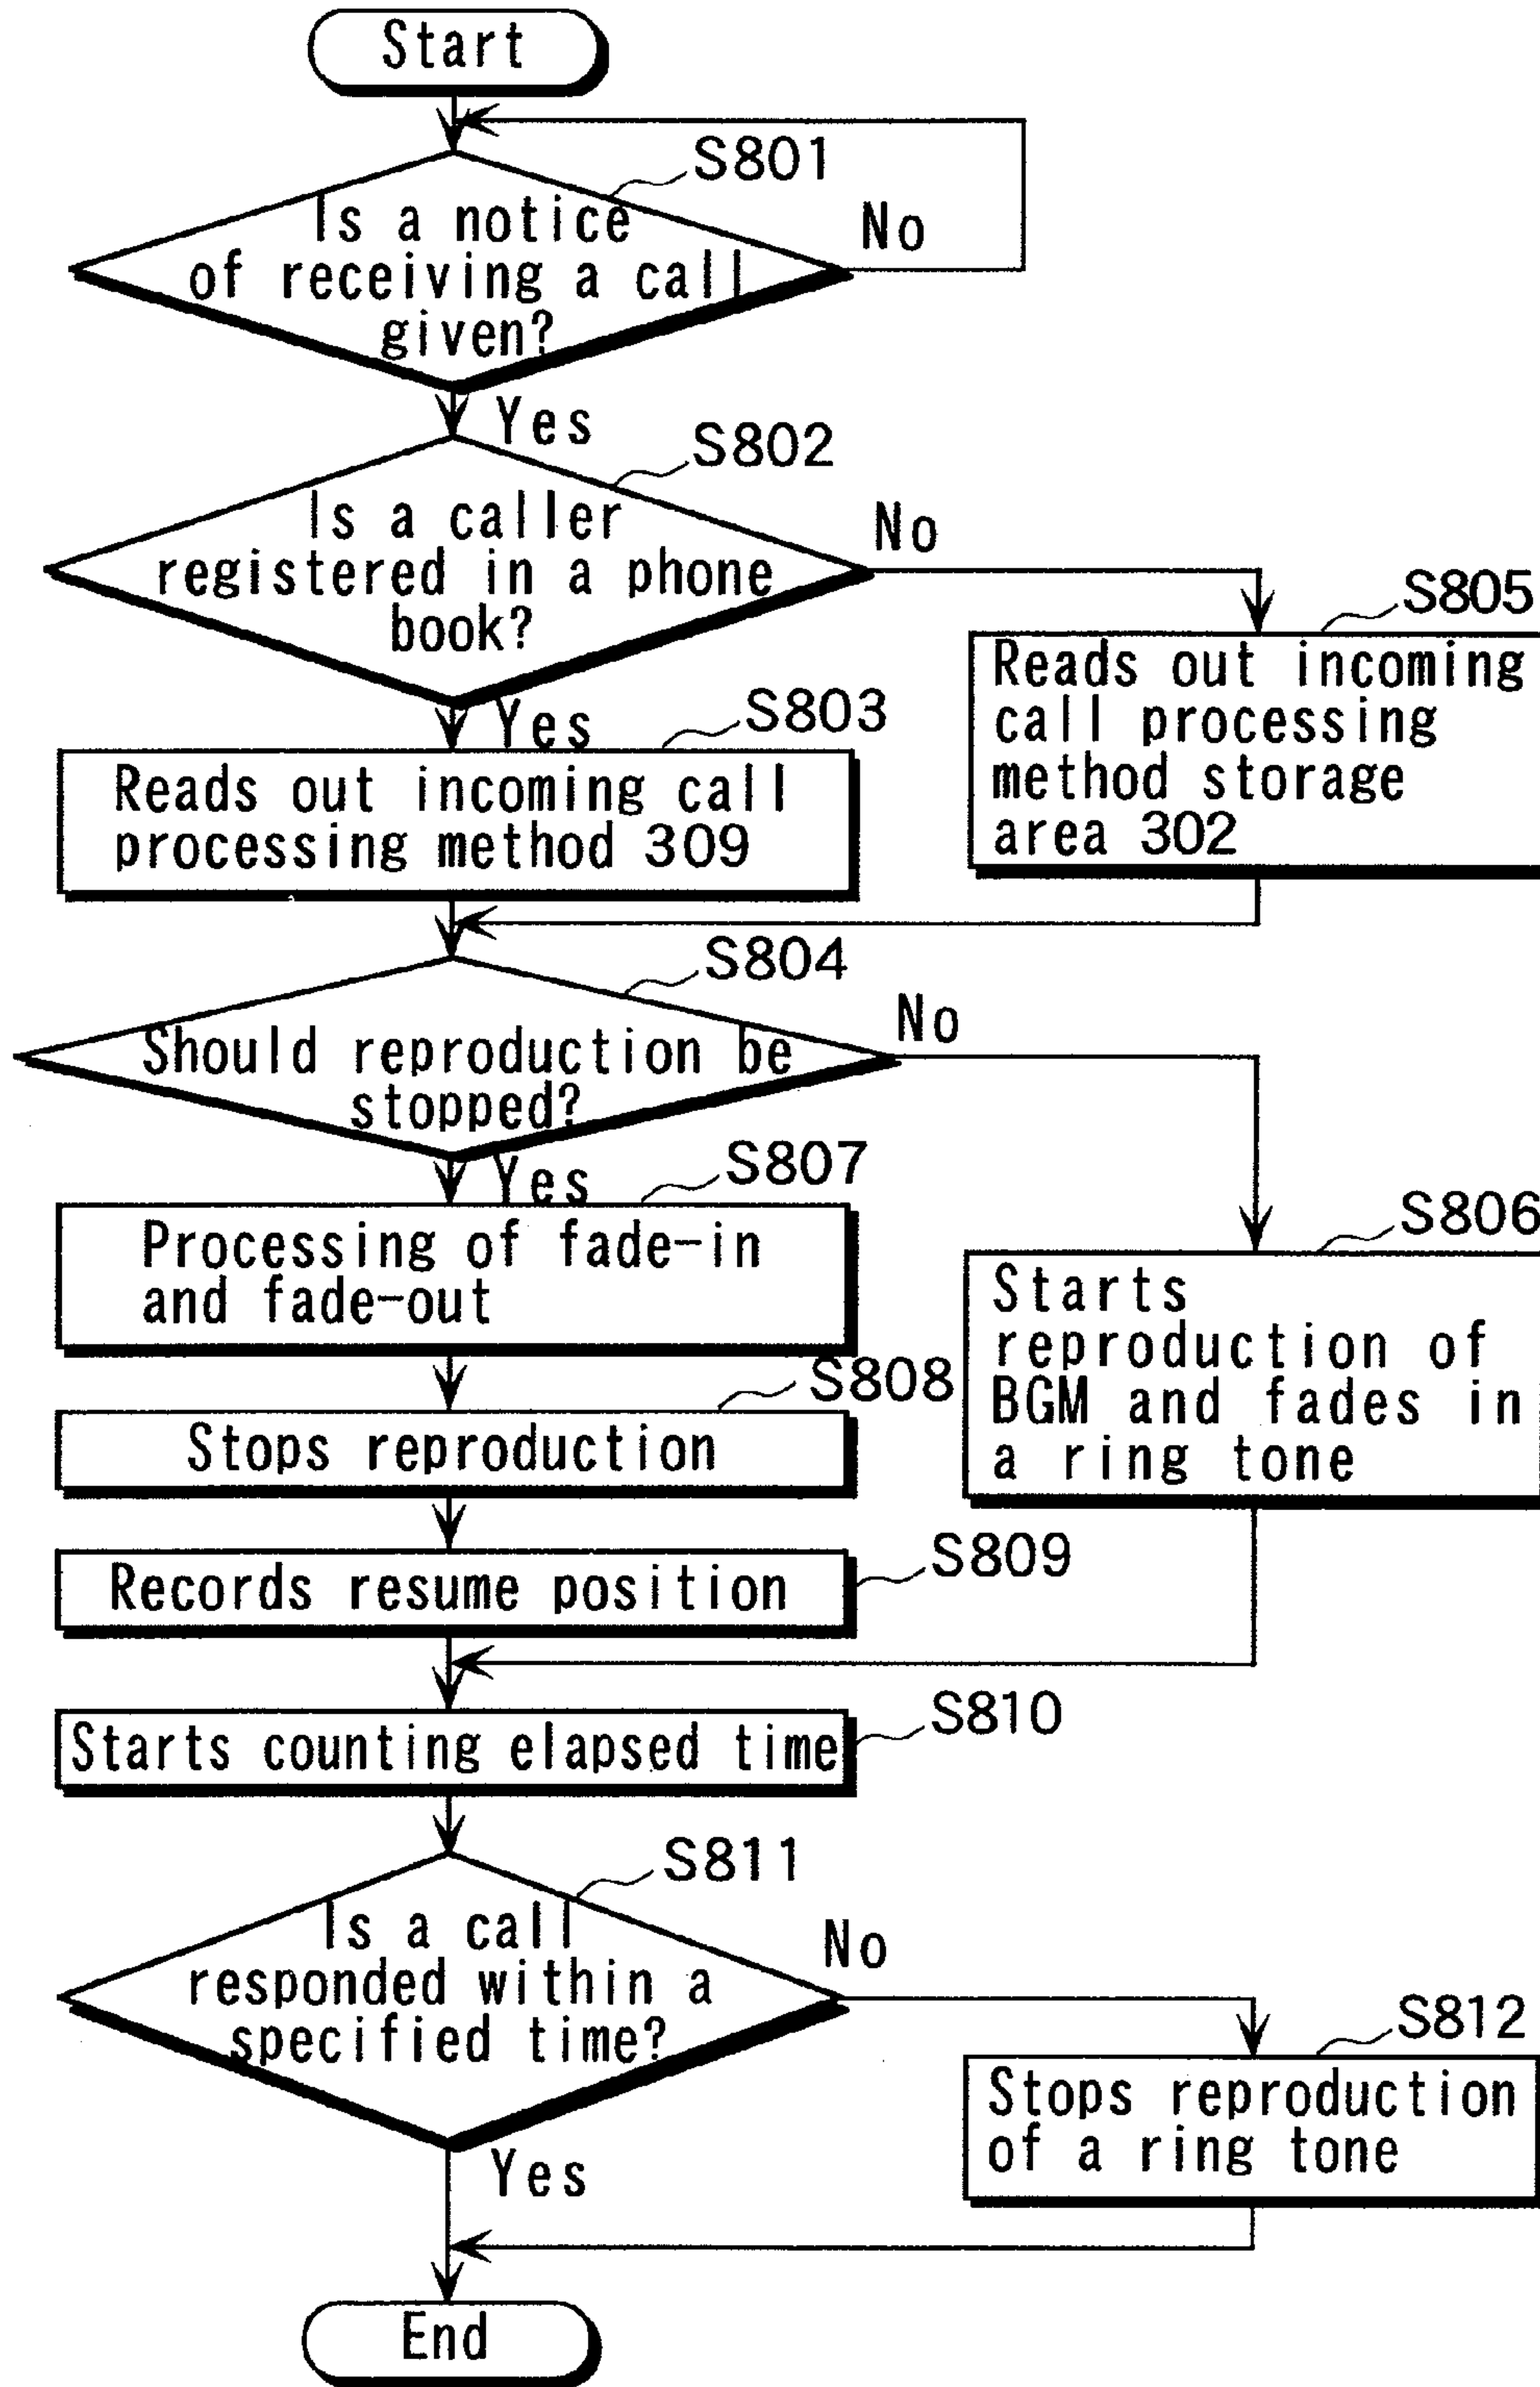 Start
S801
Is a notice
of receiving a call
given?
No
Yes
S802
Is a caller
registered in a phone
book?
No
Yes
S803
Reads out incoming call
processing method 309
S805
Reads out incoming
call processing
method storage
area 302
S804
Should reproduction be
stopped?
No
Yes
S807
Processing of fade-in
and fade-out
S806
Starts
reproduction of
BGM and fades in
a ring tone
S808
Stops reproduction
S809
Records resume position
S810
Starts counting elapsed time
S811
Is a call
responded within a
specified time?
No
Yes
S812
Stops reproduction
of a ring tone
End